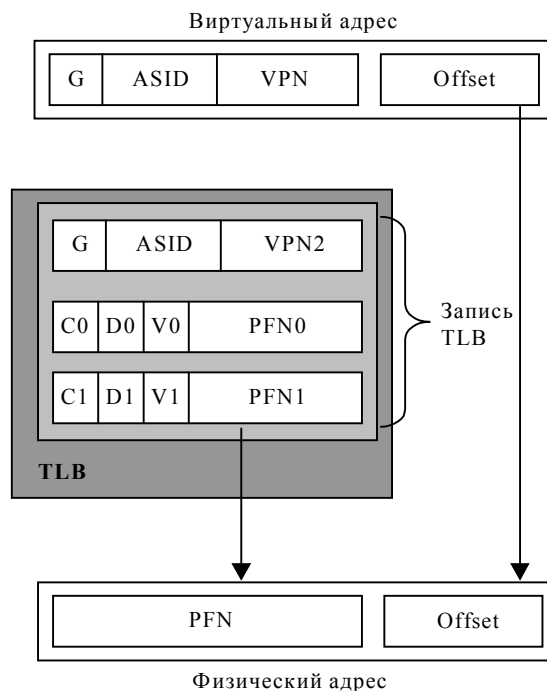 Виртуальный адрес
G ASID VPN Offset
G ASID VPN2
C0 D0 V0 PFN0
C1 D1 V1 PFN1
Запись
TLB
TLB
PFN Offset
Физический адрес